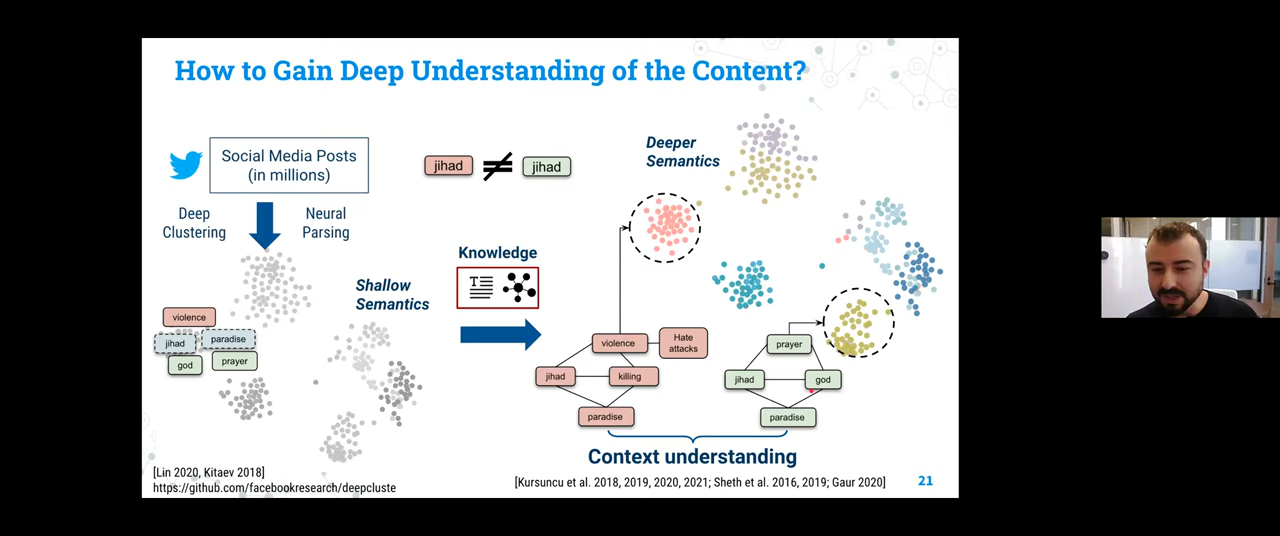 How to Gain Deep Understanding of the Content?
Social Media Posts
(in millions)
Deep
Clustering
Neural
Parsing
jihad
jihad
Deeper
Semantics
Knowledge
T
Shallow
Semantics
violence
jihad
paradise
god
prayer
violence
Hate
attacks
jihad
killing
paradise
prayer
jihad
god
paradise
Context understanding
[Lin 2020, Kitaev 2018]
https://github.com/facebookresearch/deepcluste
[Kursuncu et al. 2018, 2019, 2020, 2021; Sheth et al. 2016, 2019; Gaur 2020]
21